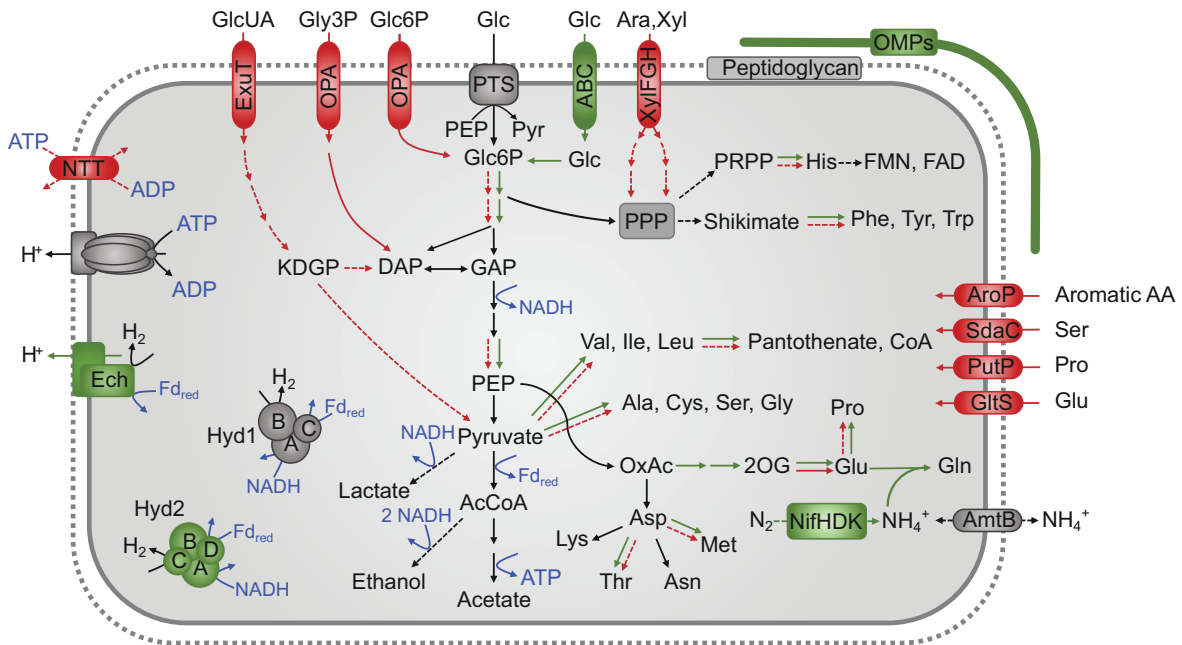 GlcUA Gly3P Glc6P Glc Glc Ara,Xyl
OMPs
Peptidoglycan
ExuT OPA OPA PTS ABC XylFGH
PEP Pyr
ATP
NTT
ADP
Glc6P Glc
PRPP His FMN, FAD
PPP Shikimate Phe, Tyr, Trp
ATP
H+
ADP
KDGP DAP GAP
NADH
AroP Aromatic AA
SdaC Ser
PutP Pro
GltS Glu
H2
H+
Ech Fdred
Val, Ile, Leu Pantothenate, CoA
PEP
H2
Fdred
B C
A
Hyd1
NADH
Ala, Cys, Ser, Gly
Pro
NADH Pyruvate
Fdred
OxAc 2OG Glu Gln
Lactate
AcCoA
2 NADH
Hyd2
Fdred
H2 B D
C A
NADH
Asp
Lys Met
Thr Asn
N2 NifHDK NH4+ AmtB NH4+
Ethanol ATP
Acetate